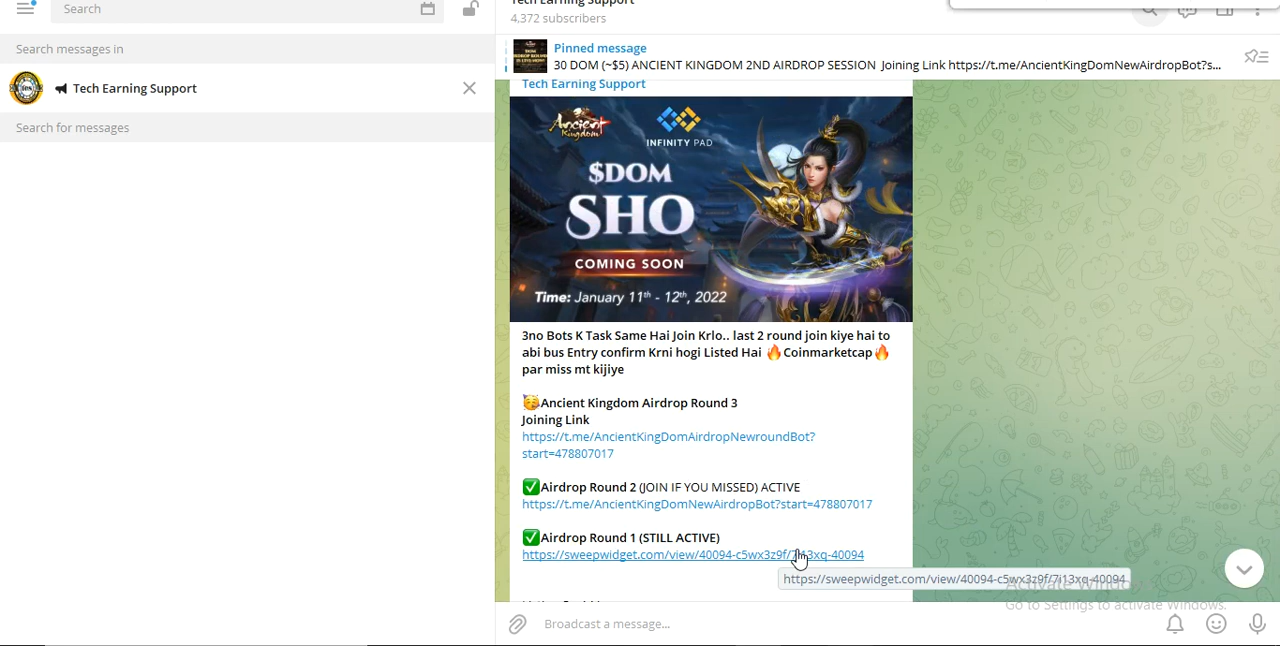 Search
Search messages in
Tech Earning Support
Search for messages
Tech Earning Support
4,372 subscribers
Pinned message
30 DOM (~$5) ANCIENT KINGDOM 2ND AIRDROP SESSION Joining Link https://t.me/AncientKingDomNewAirdropBot?s...
Tech Earning Support
Ancient Kingdom
INFINITY PAD
$DOM
SHO
COMING SOON
Time: January 11th - 12th, 2022
3no Bots K Task Same Hai Join Krlo.. last 2 round join kiye hai to
abi bus Entry confirm Krni hogi Listed Hai 🔥Coinmarketcap🔥
par miss mt kijiye
🥳Ancient Kingdom Airdrop Round 3
Joining Link
https://t.me/AncientKingDomAirdropNewroundBot?
start=478807017
✅Airdrop Round 2 (JOIN IF YOU MISSED) ACTIVE
https://t.me/AncientKingDomNewAirdropBot?start=478807017
✅Airdrop Round 1 (STILL ACTIVE)
https://sweepwidget.com/view/40094-c5wx3z9f/7i13xq-40094
https://sweepwidget.com/view/40094-c5wx3z9f/7i13xq-40094
Activate Windows
Go to Settings to activate Windows.
Broadcast a message...